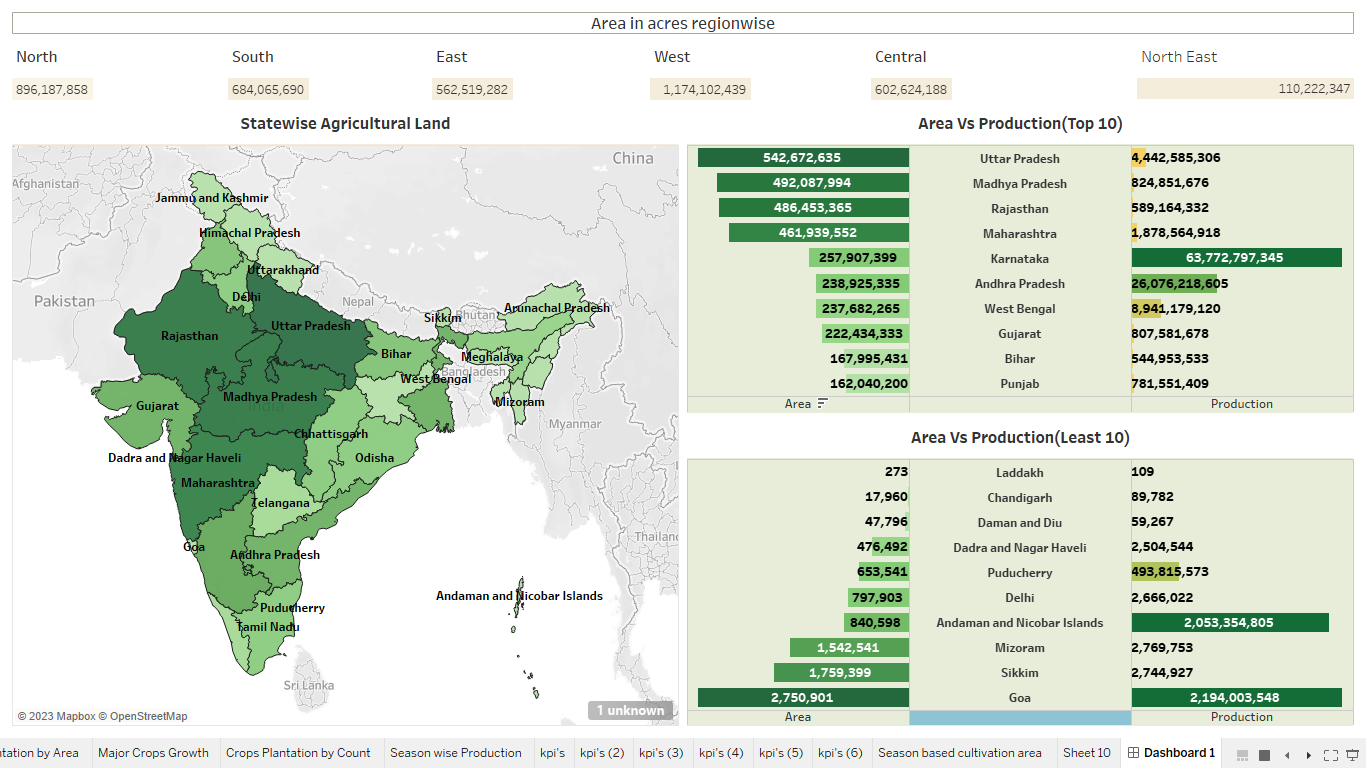 Area in acres regionwise
North South East West Central North East
896,187,858 684,065,690 562,519,282 1,174,102,439 602,624,188 110,222,347
Statewise Agricultural Land
China
Afghanistan
Jammu and Kashmir
Himachal Pradesh
Uttarakhand
Delhi
Pakistan
Nepal
Arunachal Pradesh
Sikkim
Bhutan
Uttar Pradesh
Rajasthan
Bihar
Meghalaya
Bangladesh
West Bengal
Madhya Pradesh
India
Gujarat
Mizoram
Myanmar
Chhattisgarh
Dadra and Nagar Haveli
Odisha
Maharashtra
Telangana
Thailand
Goa
Andhra Pradesh
Andaman and Nicobar Islands
Puducherry
Tamil Nadu
Sri Lanka
© 2023 Mapbox © OpenStreetMap
1 unknown
Area Vs Production(Top 10)
542,672,635 Uttar Pradesh 4,442,585,306
492,087,994 Madhya Pradesh 824,851,676
486,453,365 Rajasthan 589,164,332
461,939,552 Maharashtra 1,878,564,918
257,907,399 Karnataka 63,772,797,345
238,925,335 Andhra Pradesh 26,076,218,605
237,682,265 West Bengal 8,941,179,120
222,434,333 Gujarat 807,581,678
167,995,431 Bihar 544,953,533
162,040,200 Punjab 781,551,409
Area Production
Area Vs Production(Least 10)
273 Laddakh 109
17,960 Chandigarh 89,782
47,796 Daman and Diu 59,267
476,492 Dadra and Nagar Haveli 2,504,544
653,541 Puducherry 493,815,573
797,903 Delhi 2,666,022
840,598 Andaman and Nicobar Islands 2,053,354,805
1,542,541 Mizoram 2,769,753
1,759,399 Sikkim 2,744,927
2,750,901 Goa 2,194,003,548
Area Production
ntation by Area Major Crops Growth Crops Plantation by Count Season wise Production kpi's kpi's (2) kpi's (3) kpi's (4) kpi's (5) kpi's (6) Season based cultivation area Sheet 10 Dashboard 1